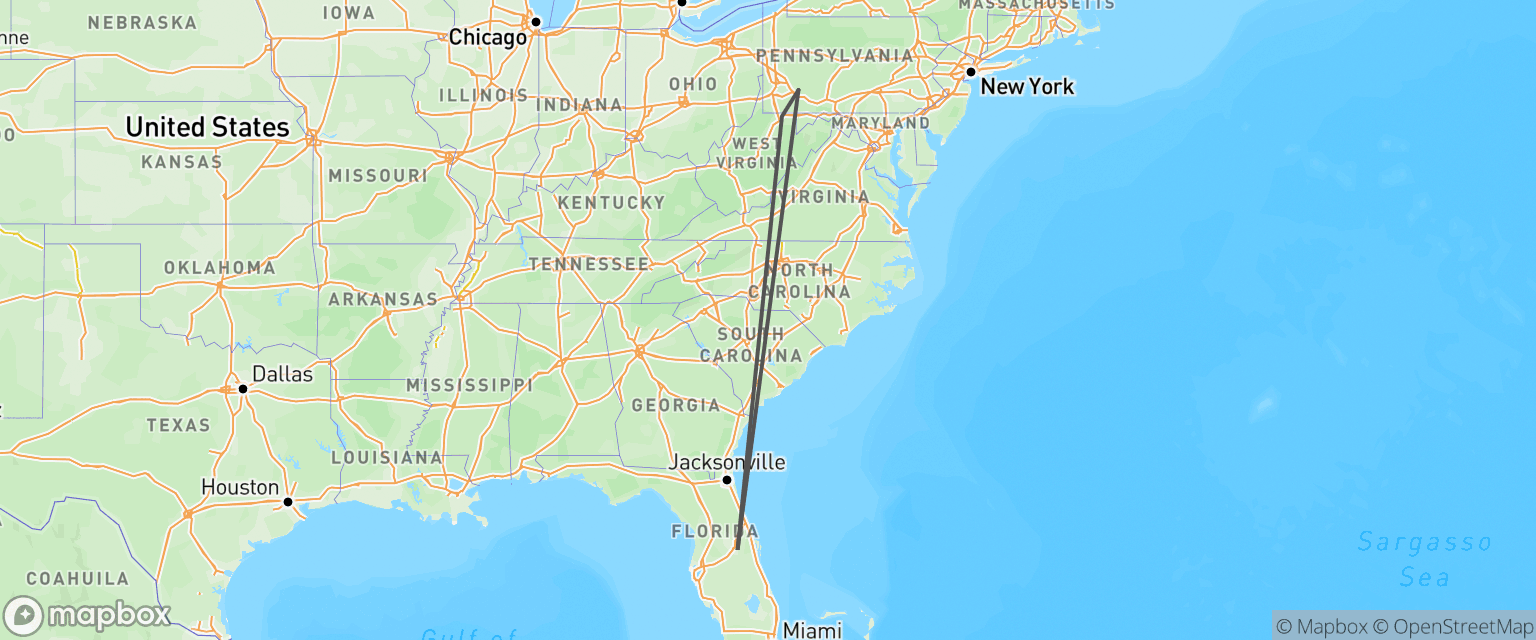 MASSACHUSETTS
IOWA
NEBRASKA
nne
Chicago
PENNSYLVANIA
OHIO
New York
ILLINOIS
INDIANA
United States
MARYLAND
KANSAS
WEST
VIRGINIA
MISSOURI
VIRGINIA
KENTUCKY
TENNESSEE
OKLAHOMA
NORTH
CAROLINA
ARKANSAS
SOUTH
CAROLINA
Dallas
MISSISSIPPI
GEORGIA
TEXAS
LOUISIANA
Jacksonville
Houston
FLORIDA
Sargasso
Sea
COAHUILA
mapbox
Gulf of
Miami
© Mapbox © OpenStreetMap